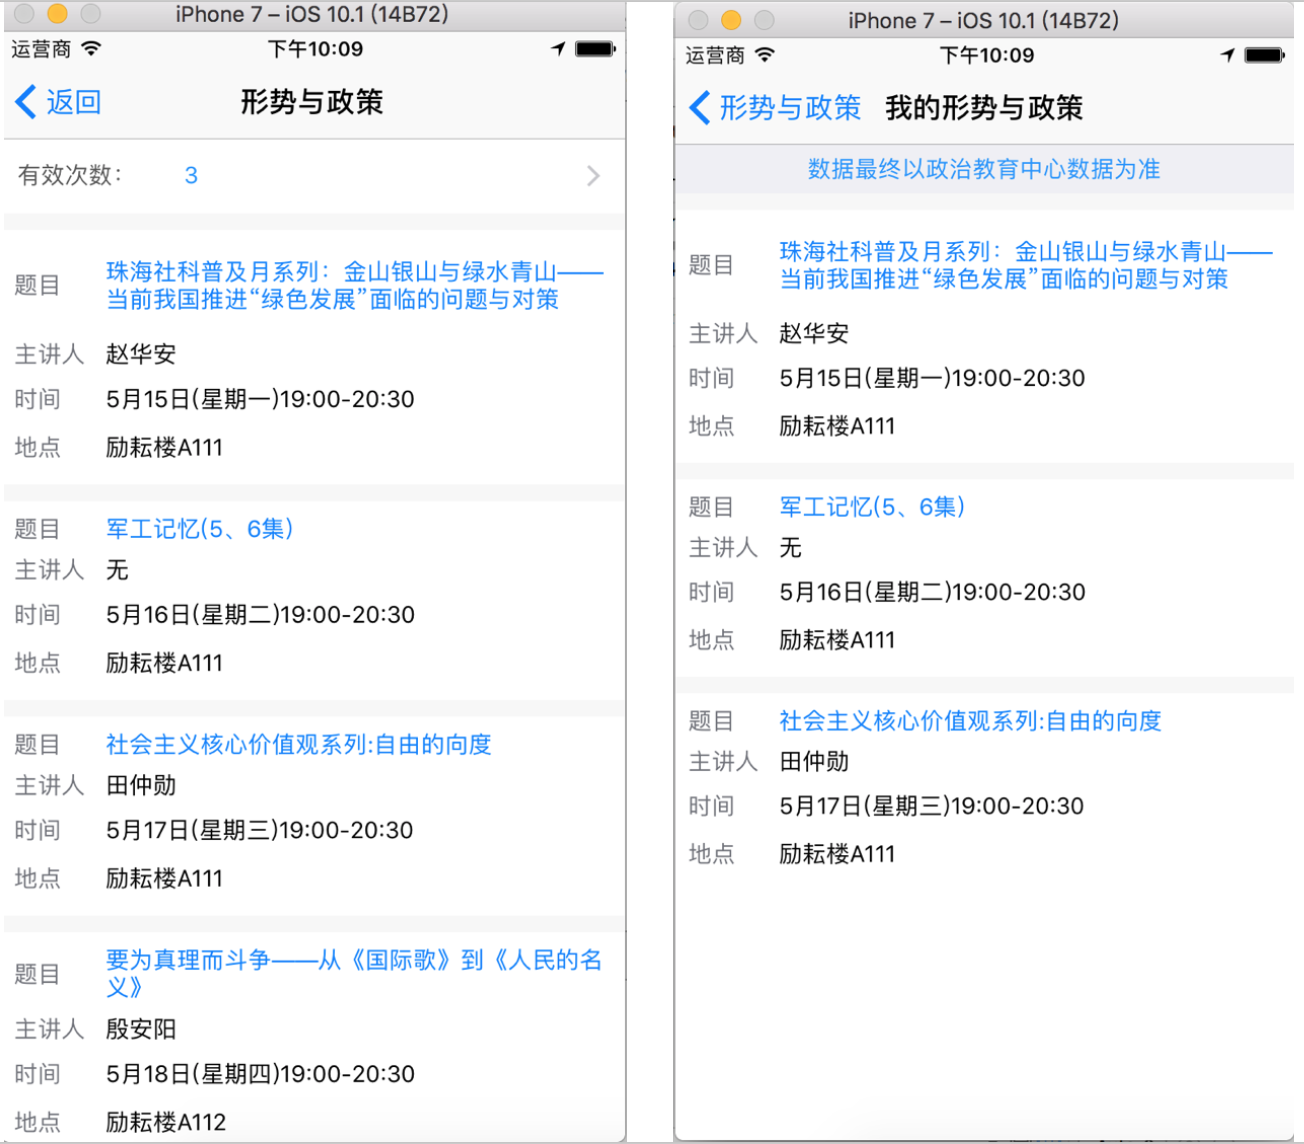 iPhone 7 – iOS 10.1 (14B72)
运营商 下午10:09
返回 形势与政策
有效次数： 3
题目 珠海社科普及月系列：金山银山与绿水青山——
当前我国推进“绿色发展”面临的问题与对策
主讲人 赵华安
时间 5月15日(星期一)19:00-20:30
地点 励耘楼A111
题目 军工记忆(5、6集)
主讲人 无
时间 5月16日(星期二)19:00-20:30
地点 励耘楼A111
题目 社会主义核心价值观系列:自由的向度
主讲人 田仲勋
时间 5月17日(星期三)19:00-20:30
地点 励耘楼A111
题目 要为真理而斗争——从《国际歌》到《人民的名
义》
主讲人 殷安阳
时间 5月18日(星期四)19:00-20:30
地点 励耘楼A112
iPhone 7 – iOS 10.1 (14B72)
运营商 下午10:09
形势与政策 我的形势与政策
数据最终以政治教育中心数据为准
题目 珠海社科普及月系列：金山银山与绿水青山——
当前我国推进“绿色发展”面临的问题与对策
主讲人 赵华安
时间 5月15日(星期一)19:00-20:30
地点 励耘楼A111
题目 军工记忆(5、6集)
主讲人 无
时间 5月16日(星期二)19:00-20:30
地点 励耘楼A111
题目 社会主义核心价值观系列:自由的向度
主讲人 田仲勋
时间 5月17日(星期三)19:00-20:30
地点 励耘楼A111